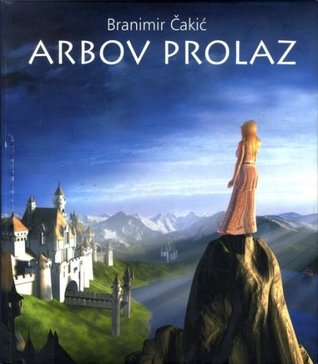 Branimir Čakić
ARBOV PROLAZ